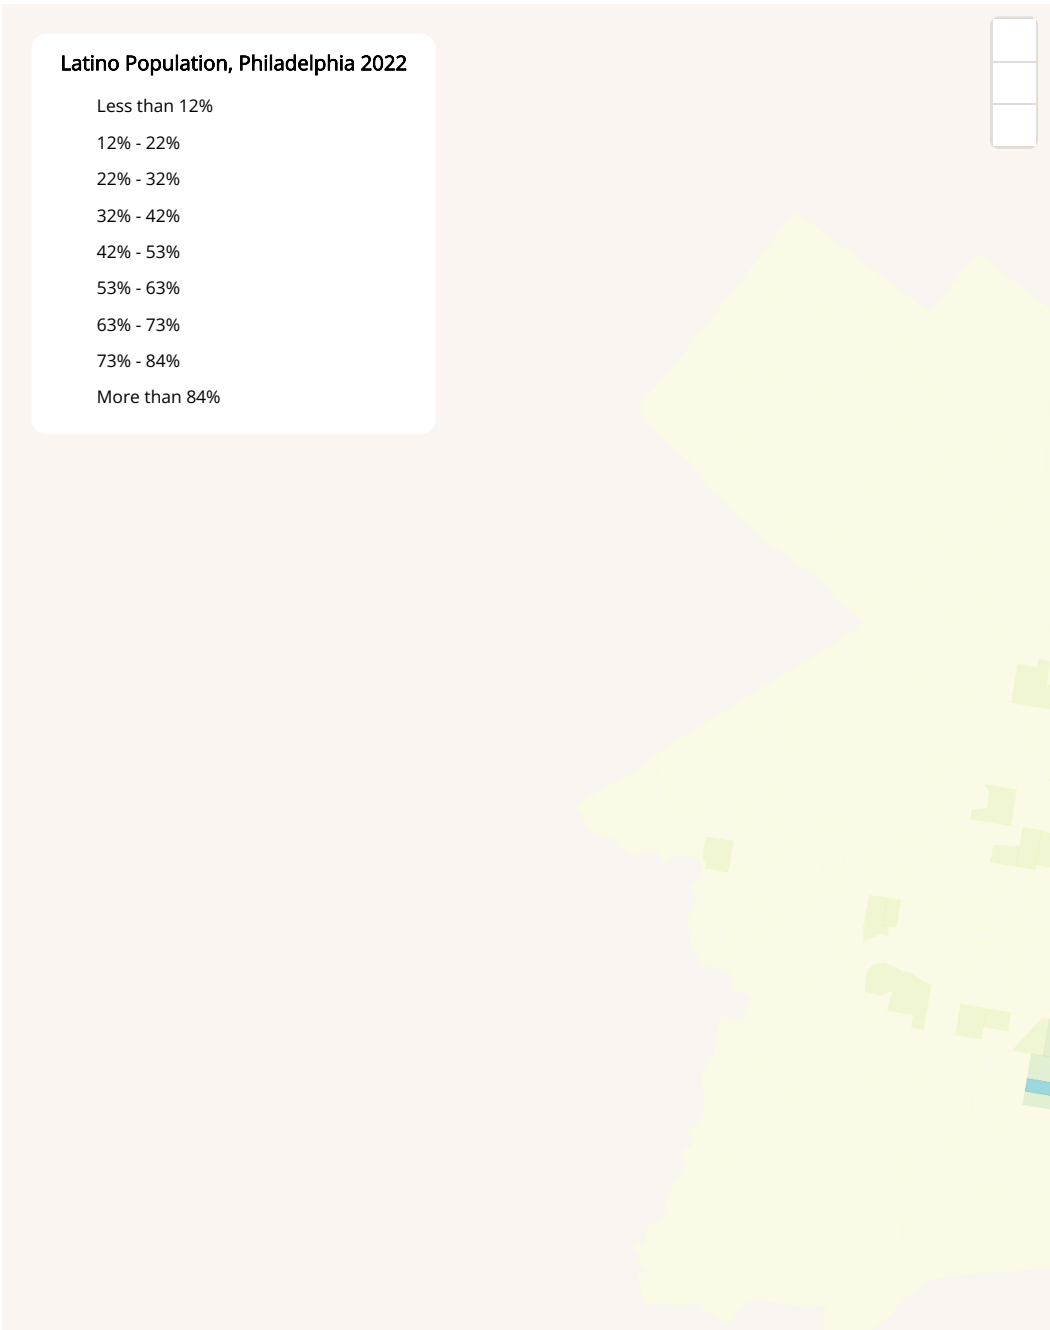 Latino Population, Philadelphia 2022
Less than 12%
12% - 22%
22% - 32%
32% - 42%
42% - 53%
53% - 63%
63% - 73%
73% - 84%
More than 84%